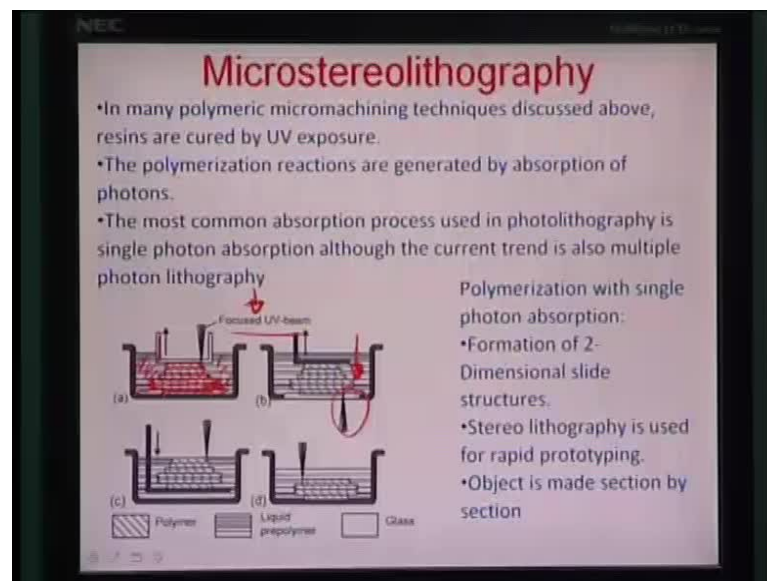 NEC
Microstereolithography
•In many polymeric micromachining techniques discussed above,
resins are cured by UV exposure.
•The polymerization reactions are generated by absorption of
photons.
•The most common absorption process used in photolithography is
single photon absorption although the current trend is also multiple
photon lithography
Polymerization with single
photon absorption:
•Formation of 2-
Dimensional slide
structures.
•Stereo lithography is used
for rapid prototyping.
•Object is made section by
section
Focused UV-beam
(a)
(b)
(c)
(d)
Polymer
Liquid
prepolymer
Glass